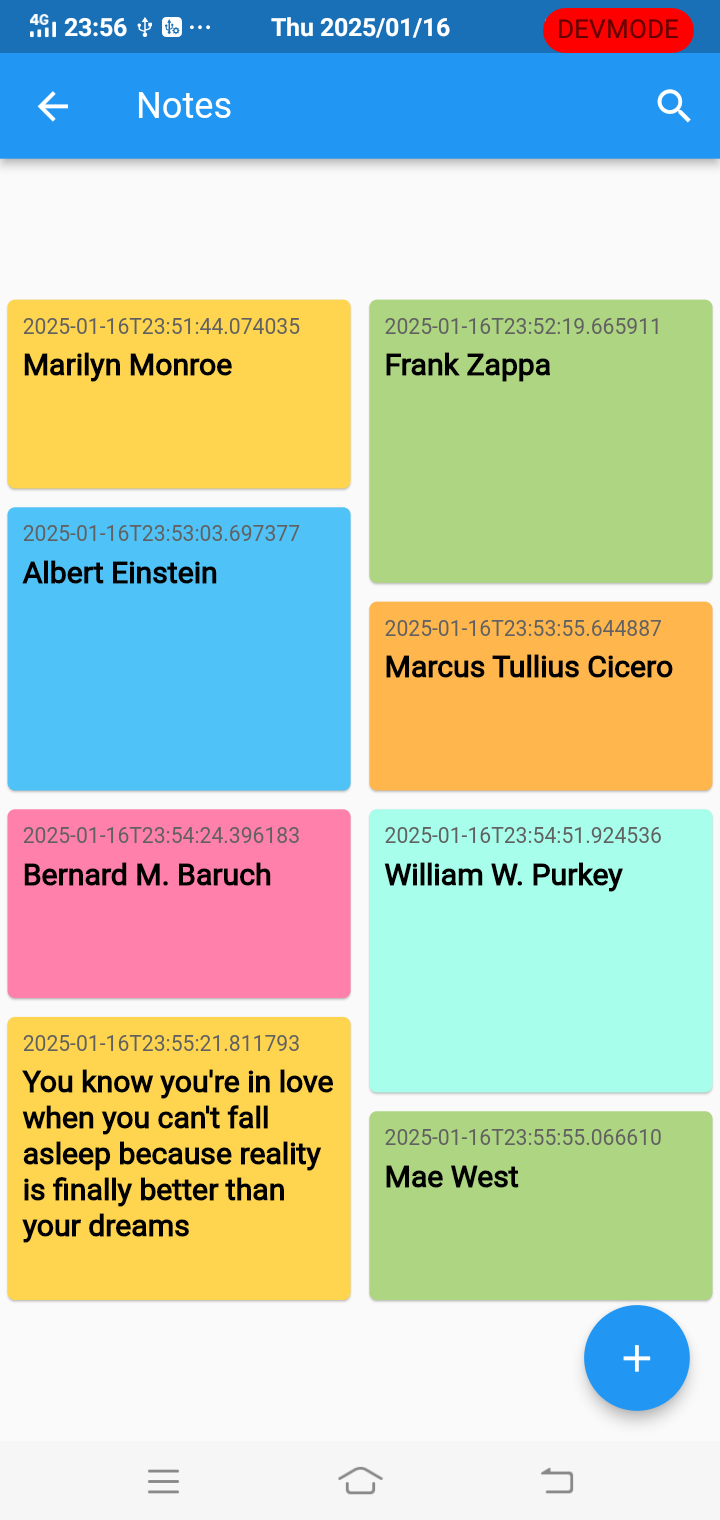 4G 23:56 ... Thu 2025/01/16 DEVMODE
Notes
2025-01-16T23:51:44.074035
Marilyn Monroe
2025-01-16T23:52:19.665911
Frank Zappa
2025-01-16T23:53:03.697377
Albert Einstein
2025-01-16T23:53:55.644887
Marcus Tullius Cicero
2025-01-16T23:54:24.396183
Bernard M. Baruch
2025-01-16T23:54:51.924536
William W. Purkey
2025-01-16T23:55:21.811793
You know you're in love
when you can't fall
asleep because reality
is finally better than
your dreams
2025-01-16T23:55:55.066610
Mae West